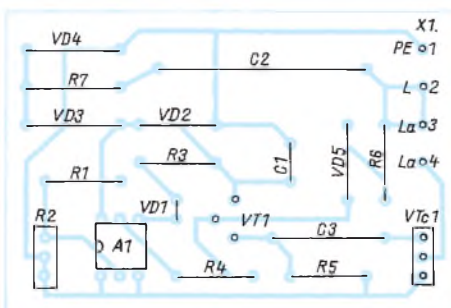 X1.
VD4
PE 1
R7
C2
L 2
VD3
VD2
La 3
R1
R3
C1
VD5
R6
La 4
R2
VD1
VT1
VTc1
A1
C3
R4
R5